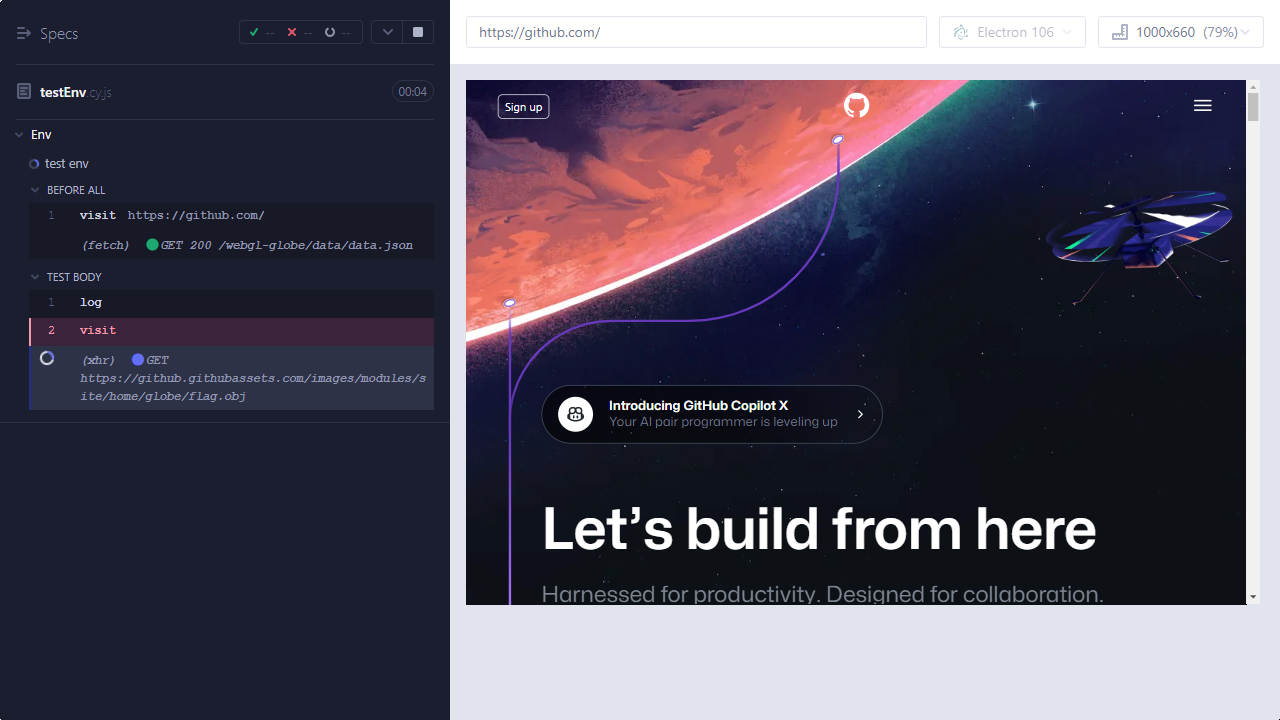 Specs
--
--
--
testEnv.cy.js
00:04
Env
test env
BEFORE ALL
1 visit https://github.com/
(fetch) GET 200 /webgl-globe/data/data.json
TEST BODY
1 log
2 visit
(xhr) GET
https://github.githubassets.com/images/modules/s
ite/home/globe/flag.obj
https://github.com/
Electron 106
1000x660 (79%)
Sign up
Introducing GitHub Copilot X
Your AI pair programmer is leveling up
Let’s build from here
Harnessed for productivity. Designed for collaboration.